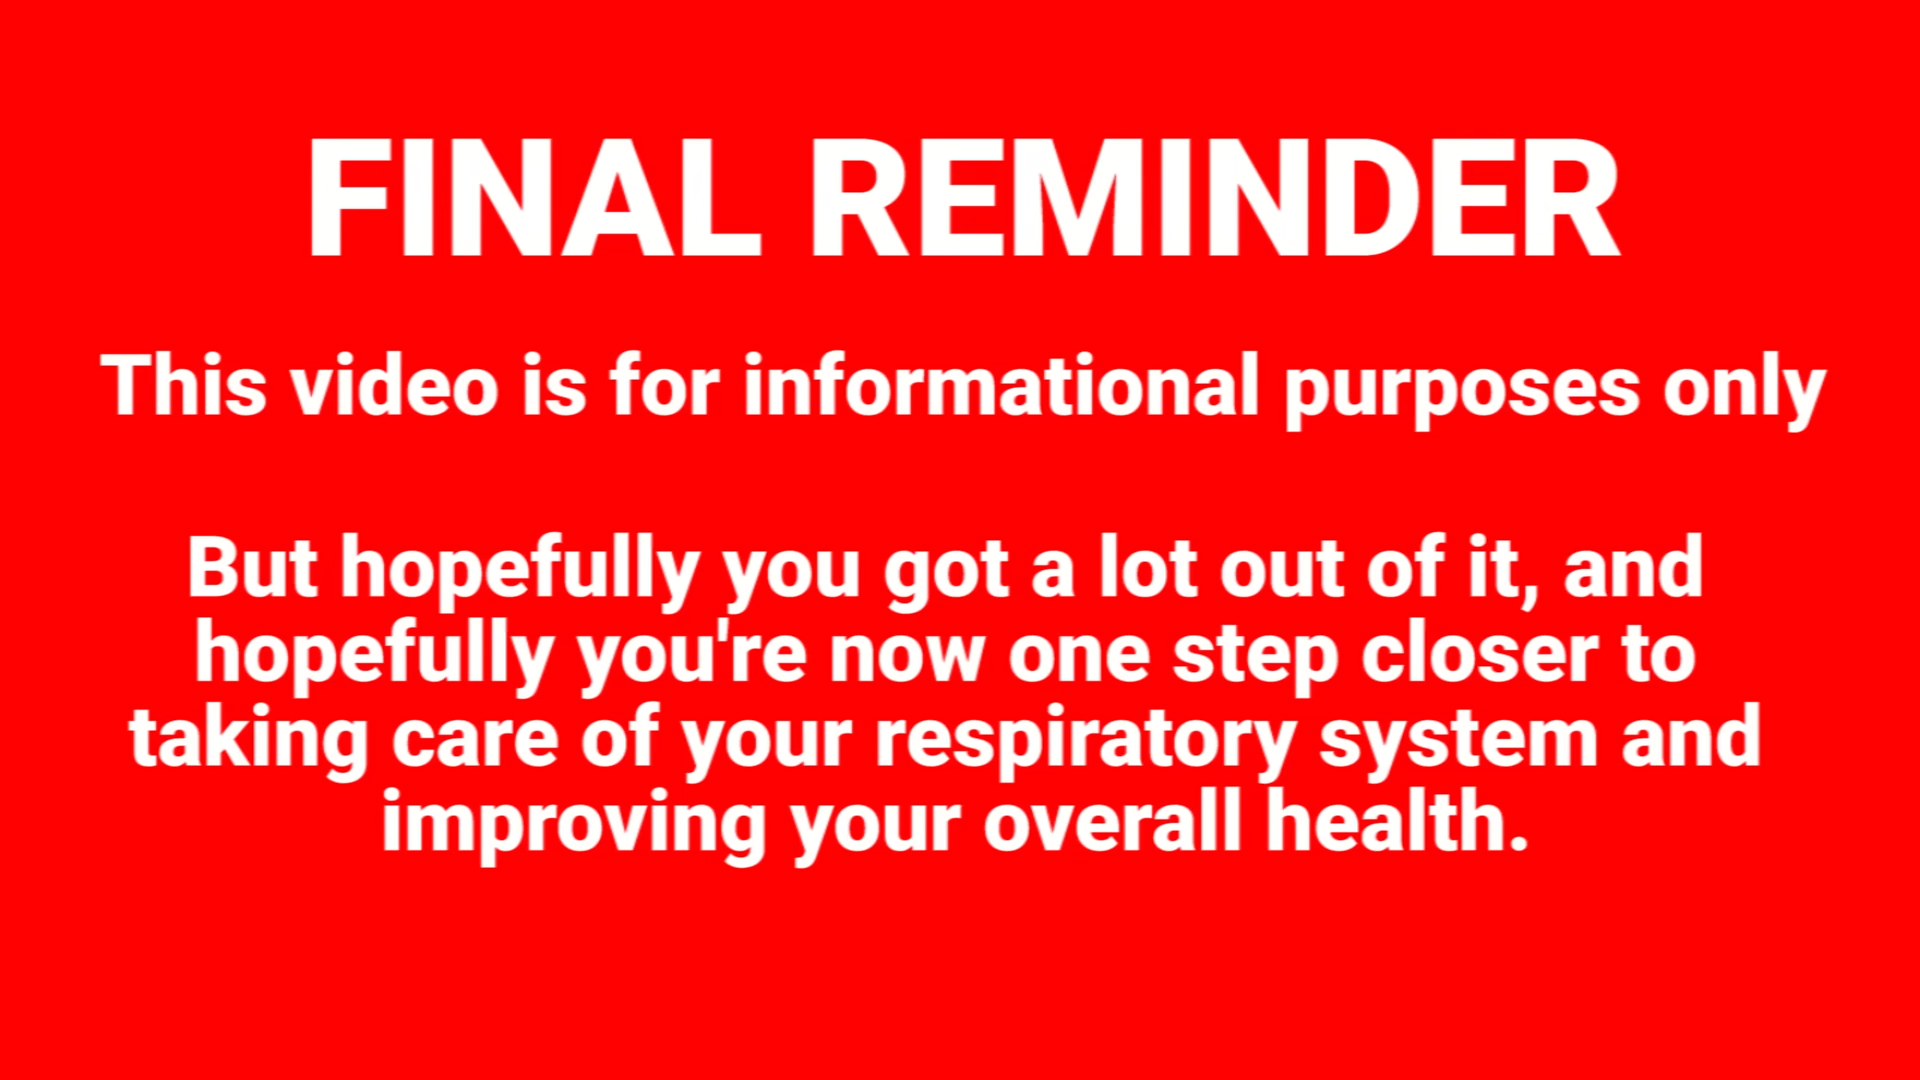 FINAL REMINDER
This video is for informational purposes only
But hopefully you got a lot out of it, and
hopefully you're now one step closer to
taking care of your respiratory system and
improving your overall health.